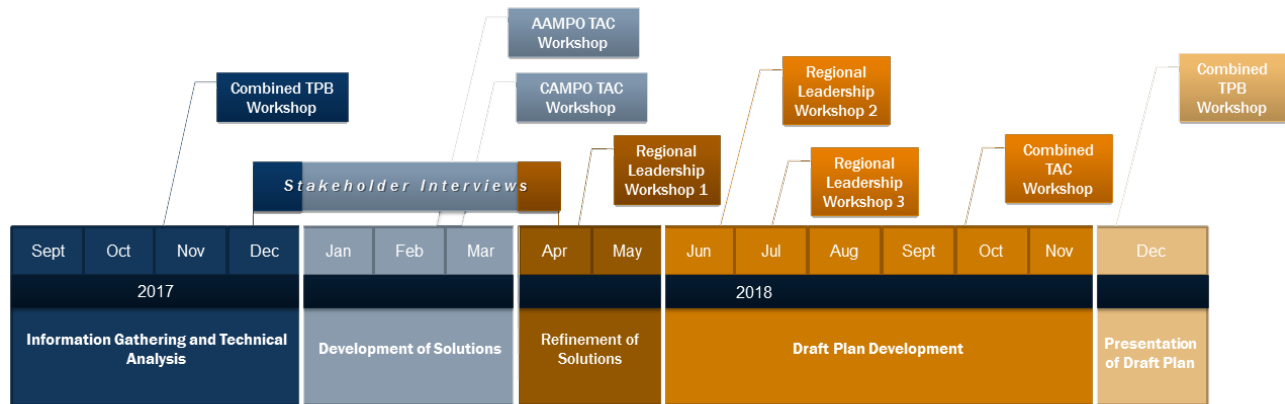 AAMPO TAC
Workshop
Combined TPB
Workshop
CAMPO TAC
Workshop
Regional
Leadership
Workshop 2
Combined
TPB
Workshop
Stakeholder Interviews
Regional
Leadership
Workshop 1
Regional
Leadership
Workshop 3
Combined
TAC
Workshop
Sept Oct Nov Dec Jan Feb Mar Apr May Jun Jul Aug Sept Oct Nov Dec
2017 2018
Information Gathering and Technical
Analysis
Development of Solutions
Refinement of
Solutions
Draft Plan Development
Presentation
of Draft Plan